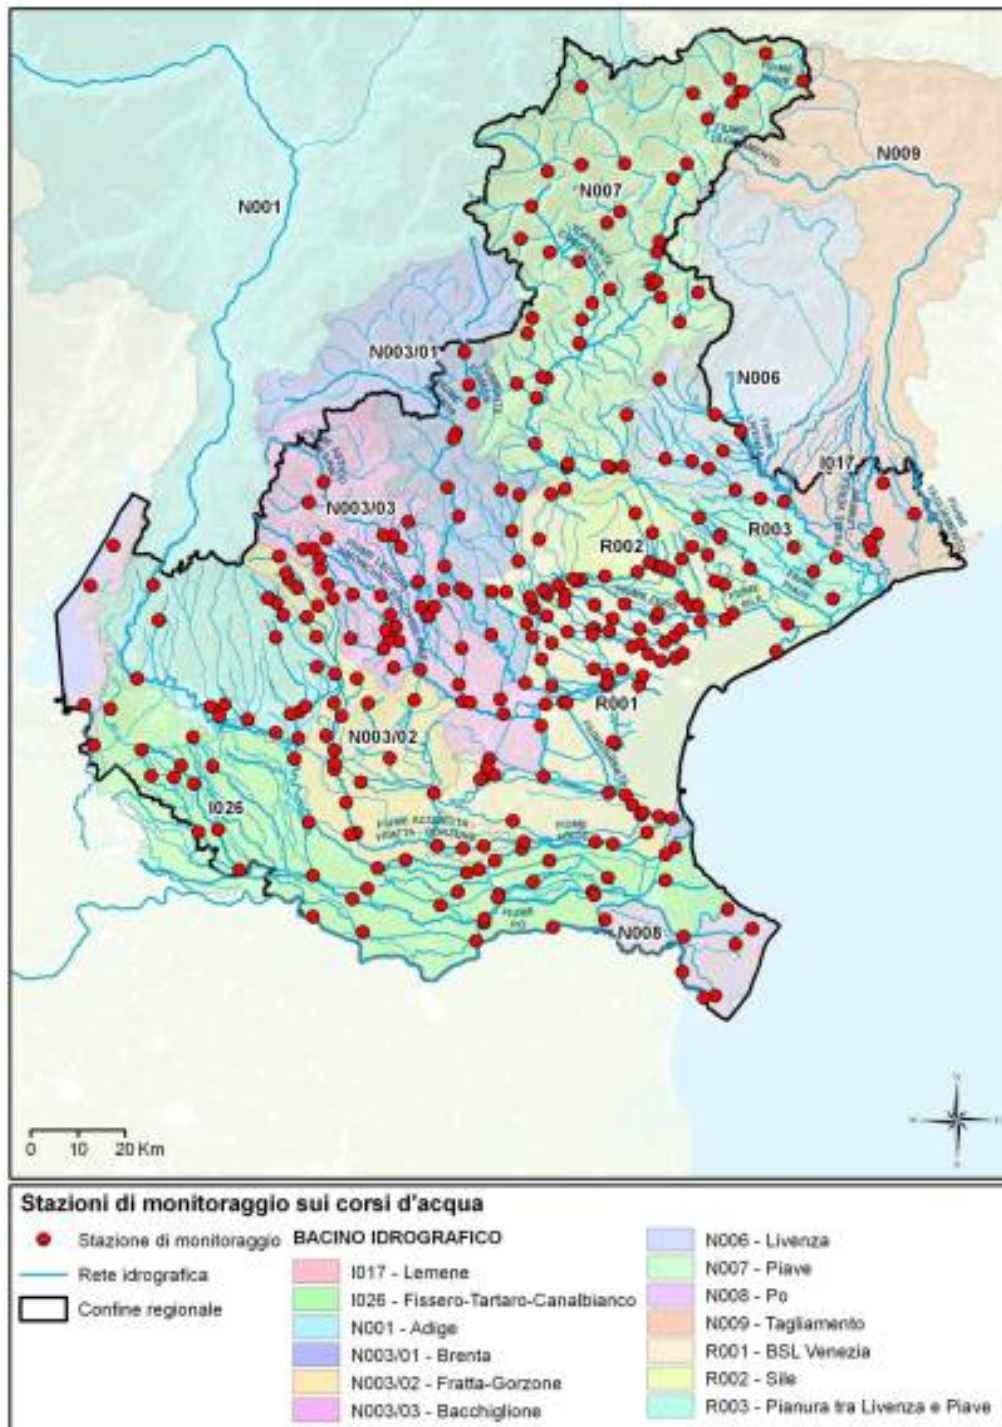 N001
N009
N007
N003/01
N006
I017
N003/03
R003
R002
R001
N003/02
I026
N008
0 10 20 Km
Stazioni di monitoraggio sui corsi d'acqua
Stazione di monitoraggio
Rete idrografica
Confine regionale
BACINO IDROGRAFICO
I017 - Lemene
I026 - Fissero-Tartaro-Canalbianco
N001 - Adige
N003/01 - Brenta
N003/02 - Fratta-Gorzone
N003/03 - Bacchiglione
N006 - Livenza
N007 - Piave
N008 - Po
N009 - Tagliamento
R001 - BSL Venezia
R002 - Sile
R003 - Pianura tra Livenza e Piave